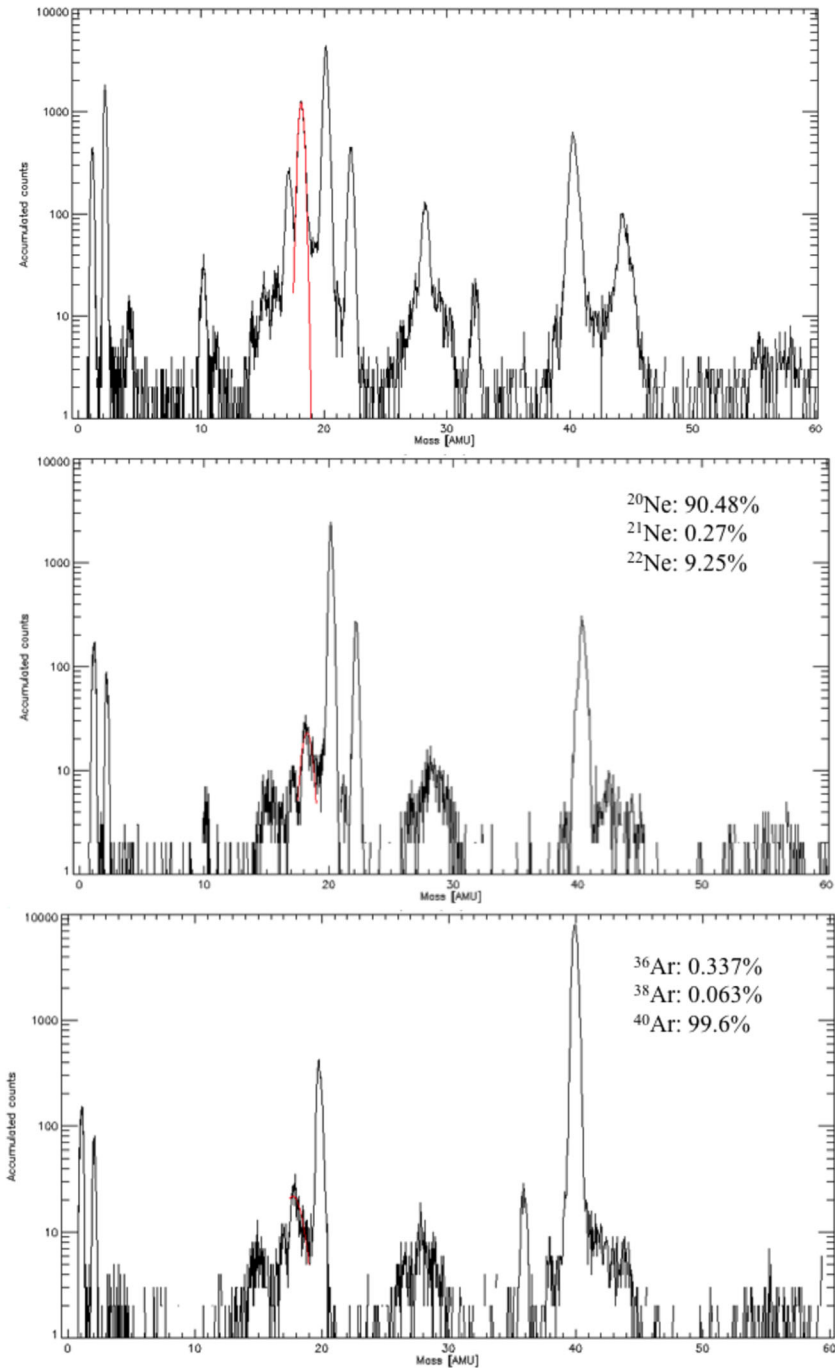 10000
1000
100
10
1
Accumulated counts
0 10 20 30 40 50 60
Mass [AMU]
10000
1000
100
10
1
Accumulated counts
²⁰Ne: 90.48%
²¹Ne: 0.27%
²²Ne: 9.25%
0 10 20 30 40 50 60
Mass [AMU]
10000
1000
100
10
1
Accumulated counts
³⁶Ar: 0.337%
³⁸Ar: 0.063%
⁴⁰Ar: 99.6%
0 10 20 30 40 50 60
Mass [AMU]